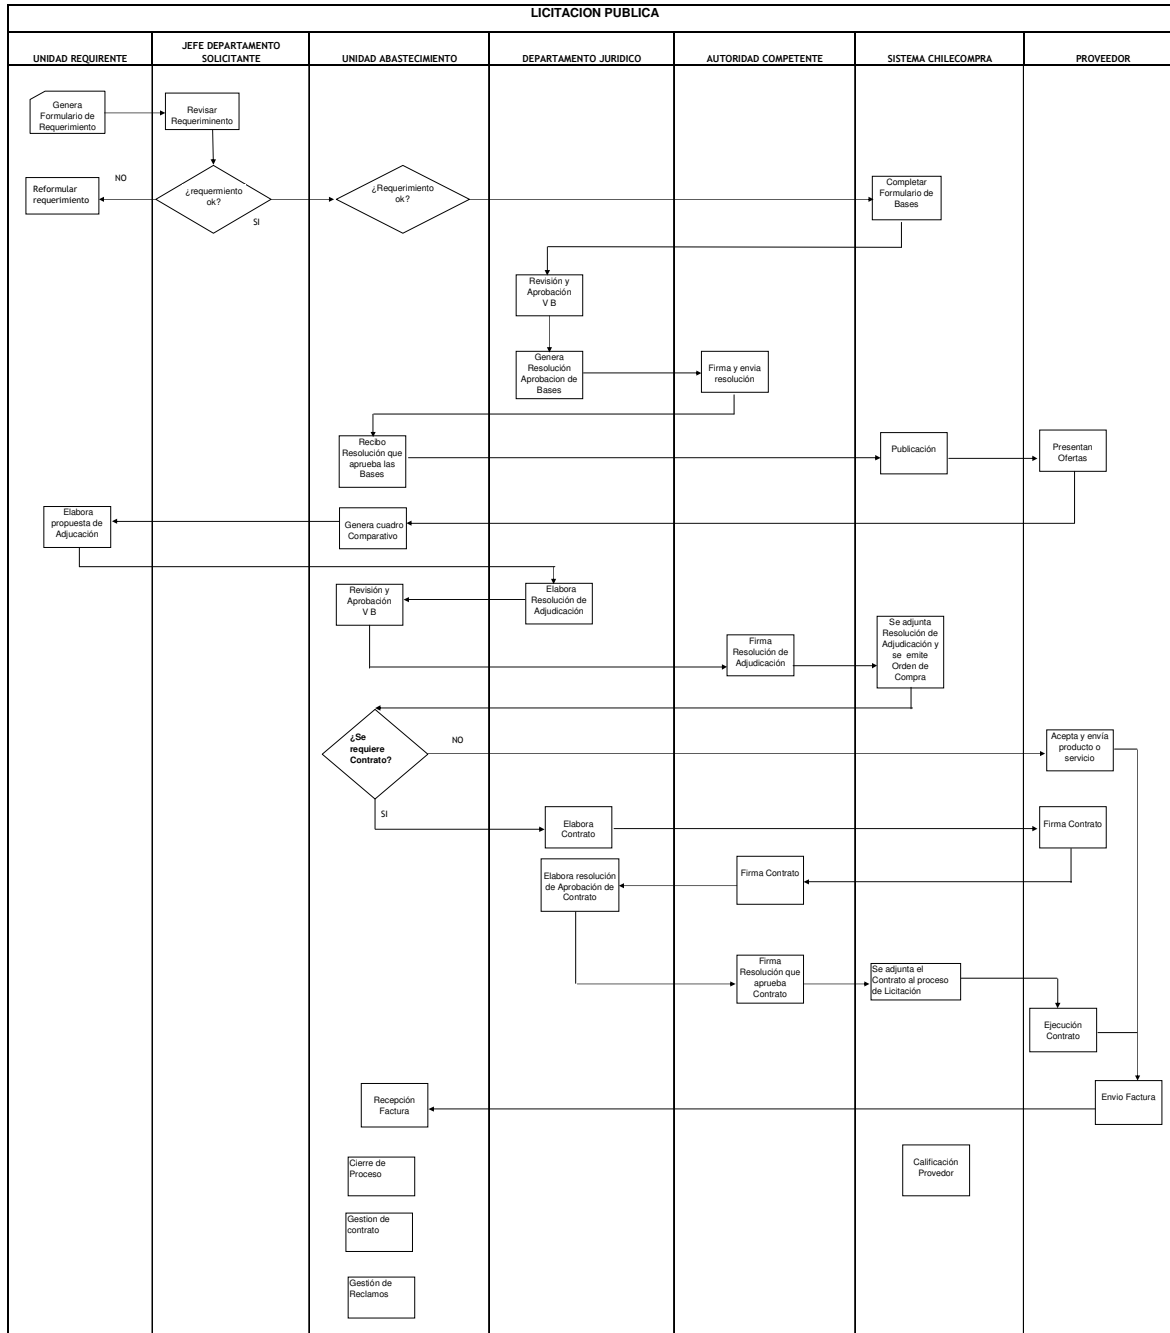 LICITACION PUBLICA
UNIDAD REQUIRENTE
JEFE DEPARTAMENTO
SOLICITANTE
UNIDAD ABASTECIMIENTO
DEPARTAMENTO JURIDICO
AUTORIDAD COMPETENTE
SISTEMA CHILECOMPRA
PROVEEDOR
Genera
Formulario de
Requerimiento
Revisar
Requeriminento
Reformular
requerimiento
NO
¿requermiento
ok?
SI
¿Requerimiento
ok?
Completar
Formulario de
Bases
Revisión y
Aprobación
V B
Genera
Resolución
Aprobacion de
Bases
Firma y envia
resolución
Recibo
Resolución que
aprueba las
Bases
Publicación
Presentan
Ofertas
Elabora
propuesta de
Adjucación
Genera cuadro
Comparativo
Revisión y
Aprobación
V B
Elabora
Resolución de
Adjudicación
Firma
Resolución de
Adjudicación
Se adjunta
Resolución de
Adjudicación y
se emite
Orden de
Compra
¿Se
requiere
Contrato?
NO
Acepta y envía
producto o
servicio
SI
Elabora
Contrato
Firma Contrato
Elabora resolución
de Aprobación de
Contrato
Firma Contrato
Firma
Resolución que
aprueba
Contrato
Se adjunta el
Contrato al proceso
de Licitación
Ejecución
Contrato
Recepción
Factura
Envio Factura
Cierre de
Proceso
Calificación
Provedor
Gestion de
contrato
Gestión de
Reclamos